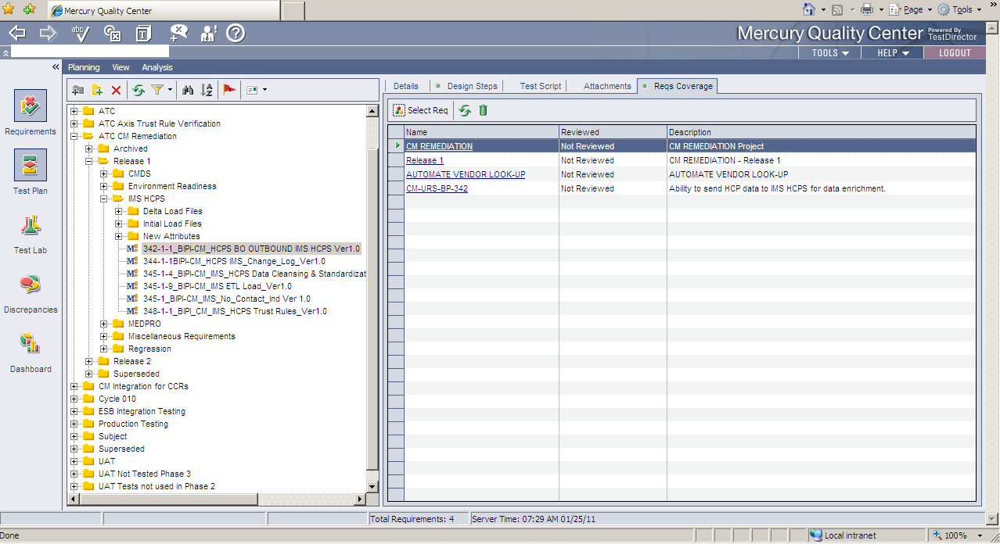 Mercury Quality Center
Page
Tools
»
abc
T
?
Mercury Quality Center Powered By TestDirector
TOOLS
HELP
LOGOUT
«
Planning View Analysis
Requirements
Test Plan
Test Lab
Discrepancies
Dashboard
ATC
ATC Axis Trust Rule Verification
ATC CM Remediation
Archived
Release 1
CMDS
Environment Readiness
IMS HCPS
Delta Load Files
Initial Load Files
New Attributes
342-1-1_BIPI-CM_HCPS BO OUTBOUND IMS HCPS Ver1.0
344-1-1BIPI-CM_HCPS IMS_Change_Log_Ver1.0
345-1-4_BIPI-CM_IMS_HCPS Data Cleansing & Standardizat
345-1-9_BIPI-CM_IMS ETL Load_Ver1.0
345-1_BIPI-CM_IMS_No_Contact_Ind Ver 1.0
348-1-1_BIPI_CM_IMS_HCPS Trust Rules_Ver1.0
MEDPRO
Miscellaneous Requirements
Regression
Release 2
Superseded
CM Integration for CCRs
Cycle 010
ESB Integration Testing
Production Testing
Subject
Superseded
UAT
UAT Not Tested Phase 3
UAT Tests not used in Phase 2
Details * Design Steps Test Script Attachments * Reqs Coverage
Select Req
Name Reviewed Description
CM REMEDIATION Not Reviewed CM REMEDIATION Project
Release 1 Not Reviewed CM REMEDIATION - Release 1
AUTOMATE VENDOR LOOK-UP Not Reviewed AUTOMATE VENDOR LOOK-UP
CM-URS-BP-342 Not Reviewed Ability to send HCP data to IMS HCPS for data enrichment.
Total Requirements: 4
Server Time: 07:29 AM 01/25/11
Done
Local intranet
100%